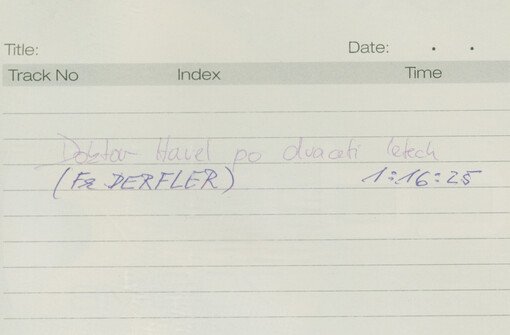 Title: Date: . .
Track No Index Time
Doktor Havel po dvaceti letech
(Fr. DERFLER) 1:16:25